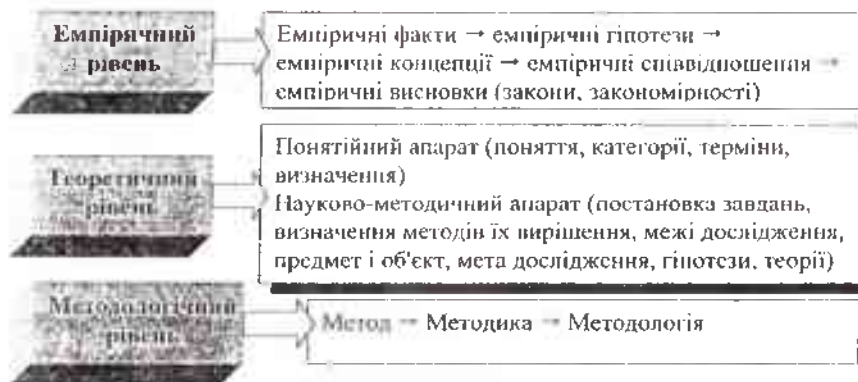 Емпірячний
рівень
Емпіричні факти → емпіричні гіпотези →
емпіричні концепції → емпіричні співвідношення →
емпіричні висновки (закони, закономірності)
Теоретичний
рівень
Понятійний апарат (поняття, категорії, терміни,
визначення)
Науково-методичний апарат (постановка завдань,
визначення методів їх вирішення, межі дослідження,
предмет і об'єкт, мета дослідження, гіпотези, теорії)
Методологічний
рівень
Метод → Методика → Методологія